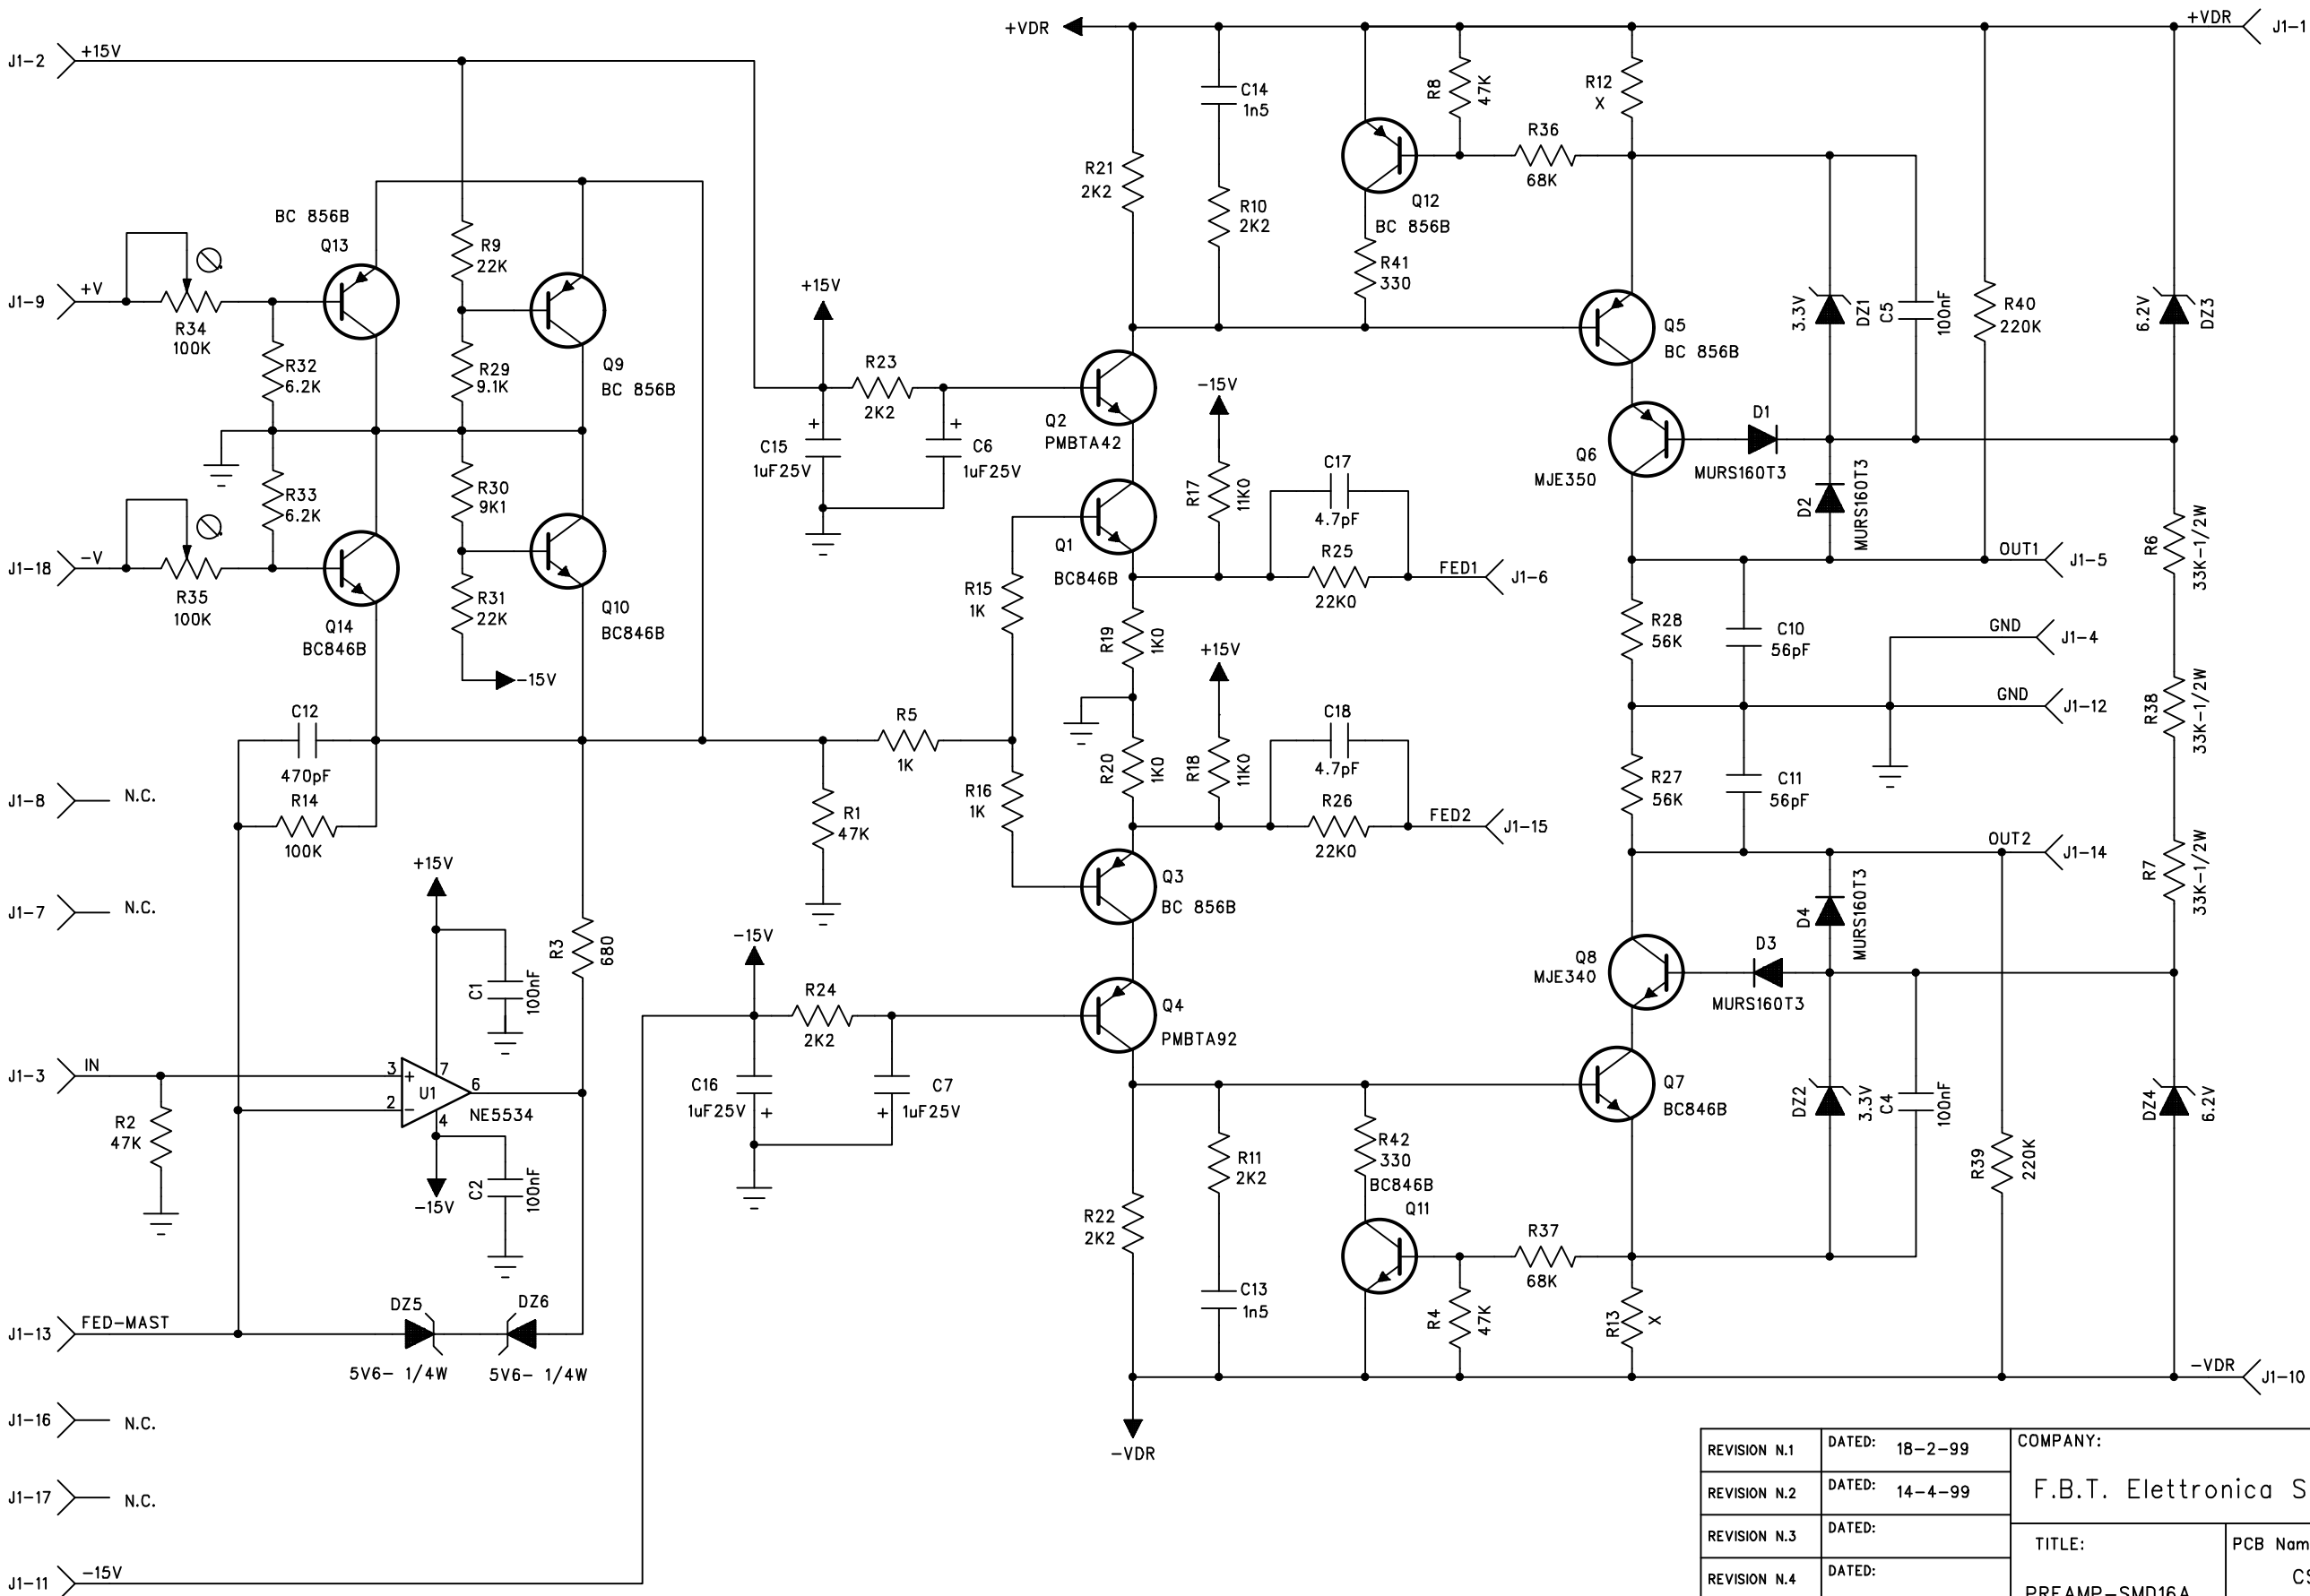 J1-2
+15V
J1-9
+V
R34
100K
BC 856B
Q13
R32
6.2K
R33
6.2K
J1-18
-V
R35
100K
Q14
BC846B
R9
22K
R29
9.1K
Q9
BC 856B
R30
9K1
R31
22K
Q10
BC846B
-15V
C12
470pF
R14
100K
J1-8
N.C.
J1-7
N.C.
+15V
C1
100nF
R3
680
J1-3
IN
R2
47K
3
+
2
-
7
6
4
U1
NE5534
-15V
C2
100nF
J1-13
FED-MAST
DZ5
5V6- 1/4W
DZ6
5V6- 1/4W
J1-16
N.C.
J1-17
N.C.
J1-11
-15V
+15V
R23
2K2
C15
1uF25V
+
C6
1uF25V
+
R5
1K
R1
47K
R15
1K
R16
1K
-15V
R24
2K2
C16
1uF25V
+
C7
1uF25V
+
+VDR
R21
2K2
C14
1n5
R10
2K2
R8
47K
R12
X
R36
68K
Q12
BC 856B
R41
330
Q2
PMBTA42
Q1
BC846B
-15V
R17
11K0
C17
4.7pF
R25
22K0
FED1
J1-6
R19
1K0
R20
1K0
+15V
R18
11K0
C18
4.7pF
R26
22K0
FED2
J1-15
Q3
BC 856B
Q4
PMBTA92
R22
2K2
R11
2K2
C13
1n5
R42
330
BC846B
Q11
R37
68K
R4
47K
R13
X
-VDR
Q5
BC 856B
Q6
MJE350
D1
MURS160T3
D2
MURS160T3
3.3V
DZ1
C5
100nF
R40
220K
6.2V
DZ3
+VDR
J1-1
OUT1
J1-5
R28
56K
C10
56pF
GND
J1-4
GND
J1-12
R27
56K
C11
56pF
OUT2
J1-14
R6
33K-1/2W
R38
33K-1/2W
R7
33K-1/2W
D4
MURS160T3
Q8
MJE340
D3
MURS160T3
Q7
BC846B
DZ2
3.3V
C4
100nF
R39
220K
DZ4
6.2V
-VDR
J1-10
REVISION N.1
DATED: 18-2-99
REVISION N.2
DATED: 14-4-99
REVISION N.3
DATED:
REVISION N.4
DATED:
COMPANY:
F.B.T. Elettronica S
TITLE:
PREAMP-SMD16A
PCB Nam
CS